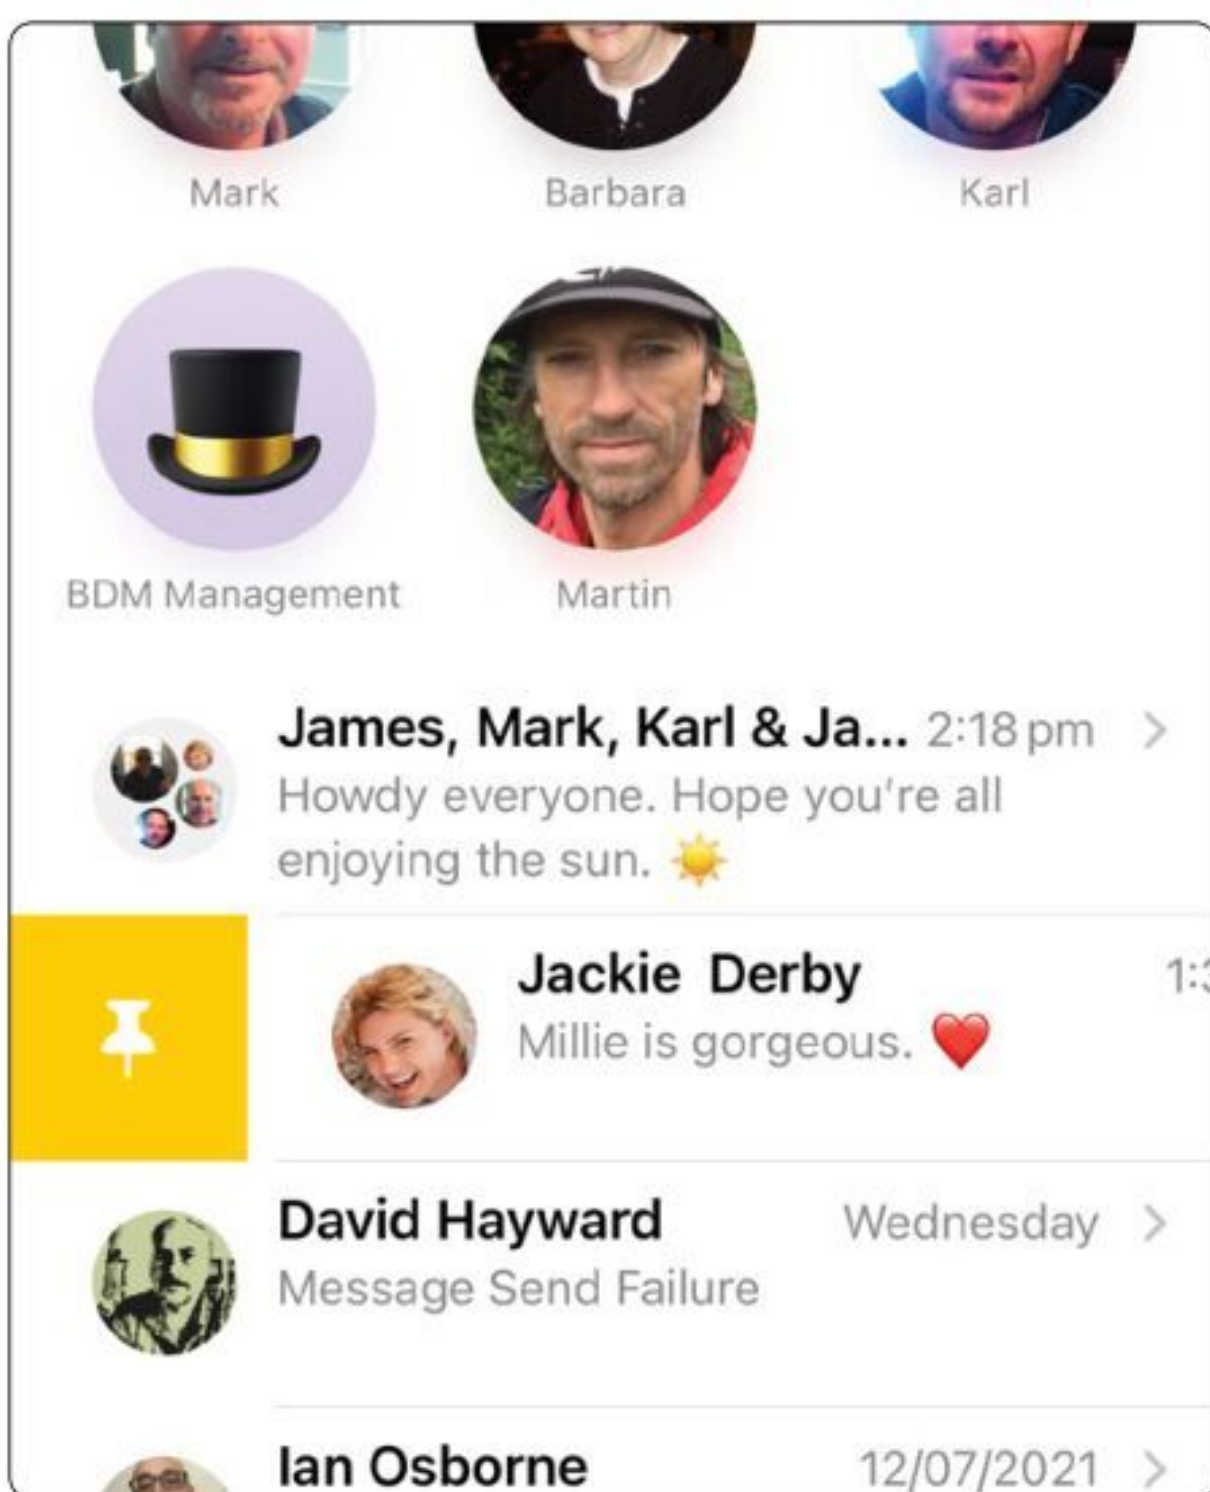 Mark
Barbara
Karl
BDM Management
Martin
James, Mark, Karl & Ja... 2:18 pm
Howdy everyone. Hope you're all
enjoying the sun. ☀️
Jackie Derby
Millie is gorgeous. ❤️
David Hayward Wednesday
Message Send Failure
Ian Osborne 12/07/2021